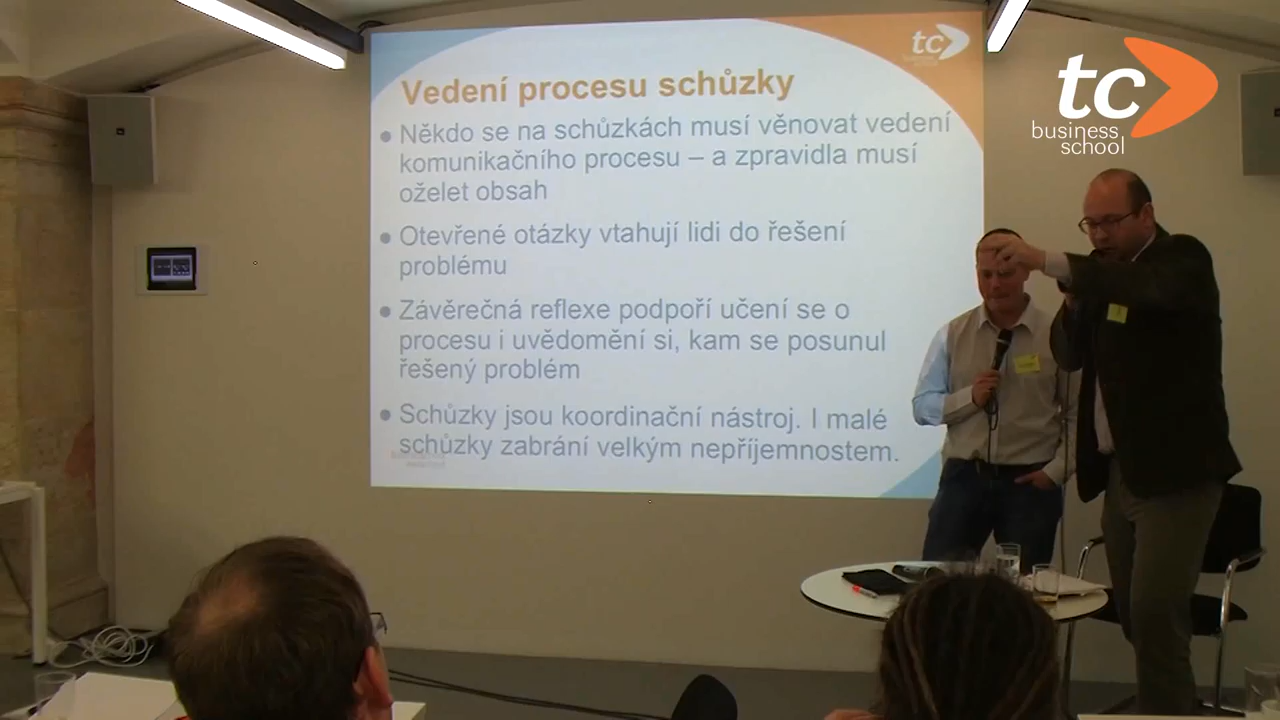 tc
Vedení procesu schůzky
● Někdo se na schůzkách musí věnovat vedení
komunikačního procesu – a zpravidla musí
oželet obsah
● Otevřené otázky vtahují lidi do řešení
problému
● Závěrečná reflexe podpoří učení se o
procesu i uvědomění si, kam se posunul
řešený problém
● Schůzky jsou koordinační nástroj. I malé
schůzky zabrání velkým nepříjemnostem.
tc
business
school